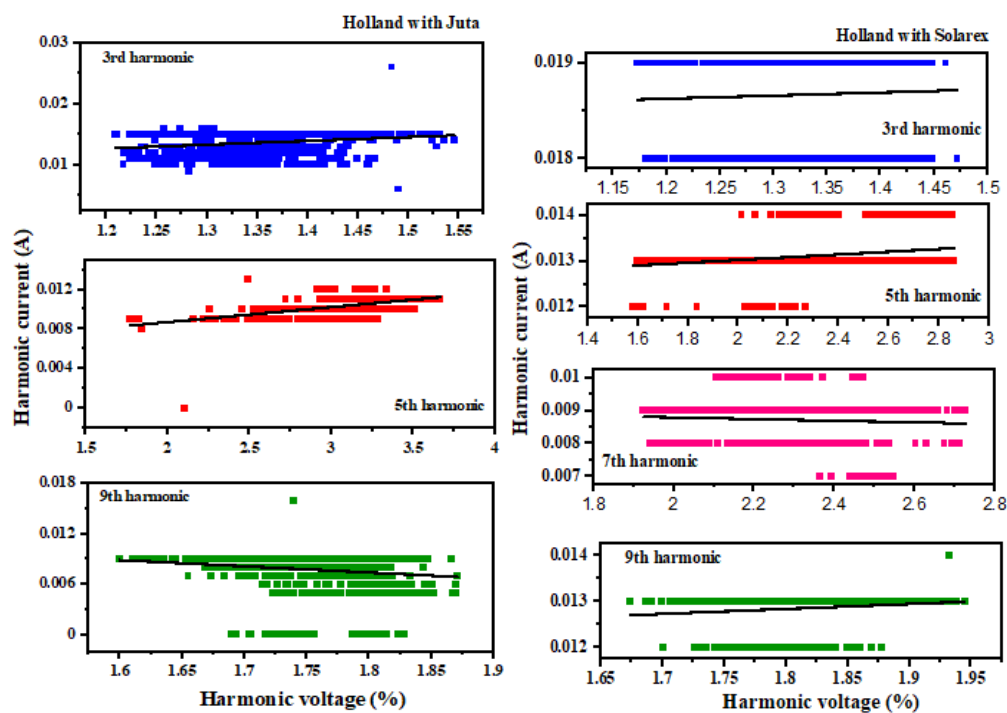 Holland with Juta
3rd harmonic
0.03
0.02
0.01
1.2 1.25 1.3 1.35 1.4 1.45 1.5 1.55
0.012
0.008
0.004
0
5th harmonic
1.5 2 2.5 3 3.5 4
0.018
9th harmonic
0.012
0.006
0
1.6 1.65 1.7 1.75 1.8 1.85 1.9
Harmonic voltage (%)
Harmonic current (A)
Holland with Solarex
0.019
3rd harmonic
0.018
1.15 1.2 1.25 1.3 1.35 1.4 1.45 1.5
0.014
0.013
5th harmonic
0.012
1.4 1.6 1.8 2 2.2 2.4 2.6 2.8 3
0.01
0.009
0.008
7th harmonic
0.007
1.8 2 2.2 2.4 2.6 2.8
0.014
9th harmonic
0.013
0.012
1.65 1.7 1.75 1.8 1.85 1.9 1.95
Harmonic voltage (%)
Harmonic current (A)